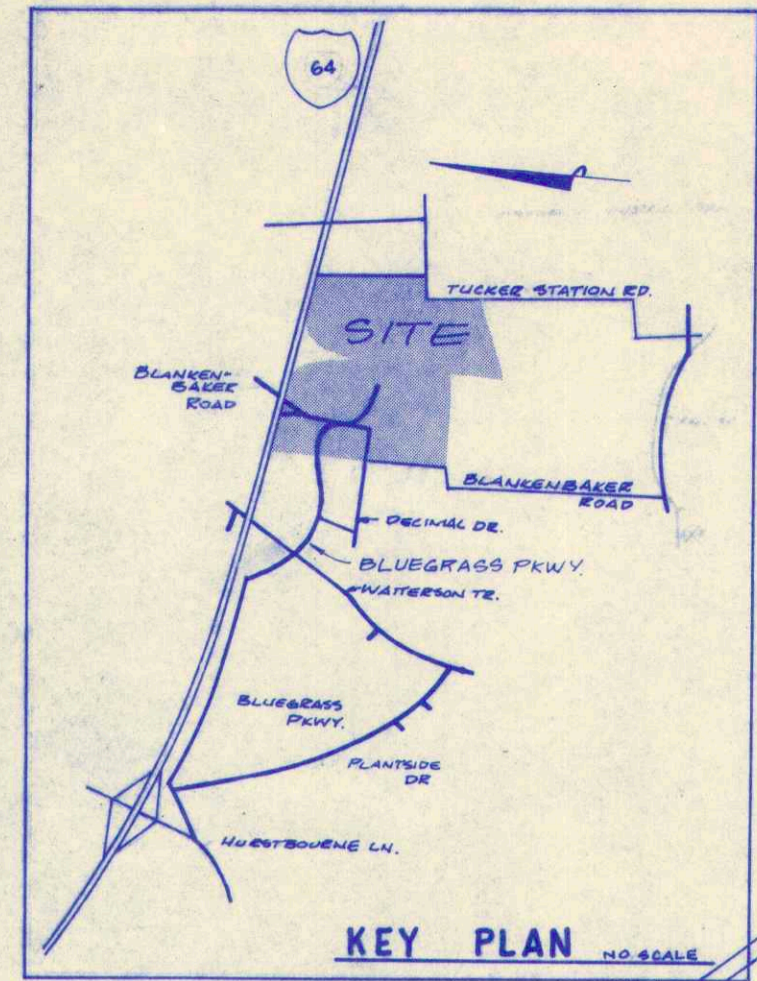 64
TUCKER STATION RD.
SITE
BLANKEN-
BAKER
ROAD
BLANKENBAKER
ROAD
DECIMAL DR.
BLUEGRASS PKWY.
WATTERSON TR.
BLUEGRASS
PKWY.
PLANTSIDE
DR
HURSTBOURNE LN.
KEY PLAN NO SCALE